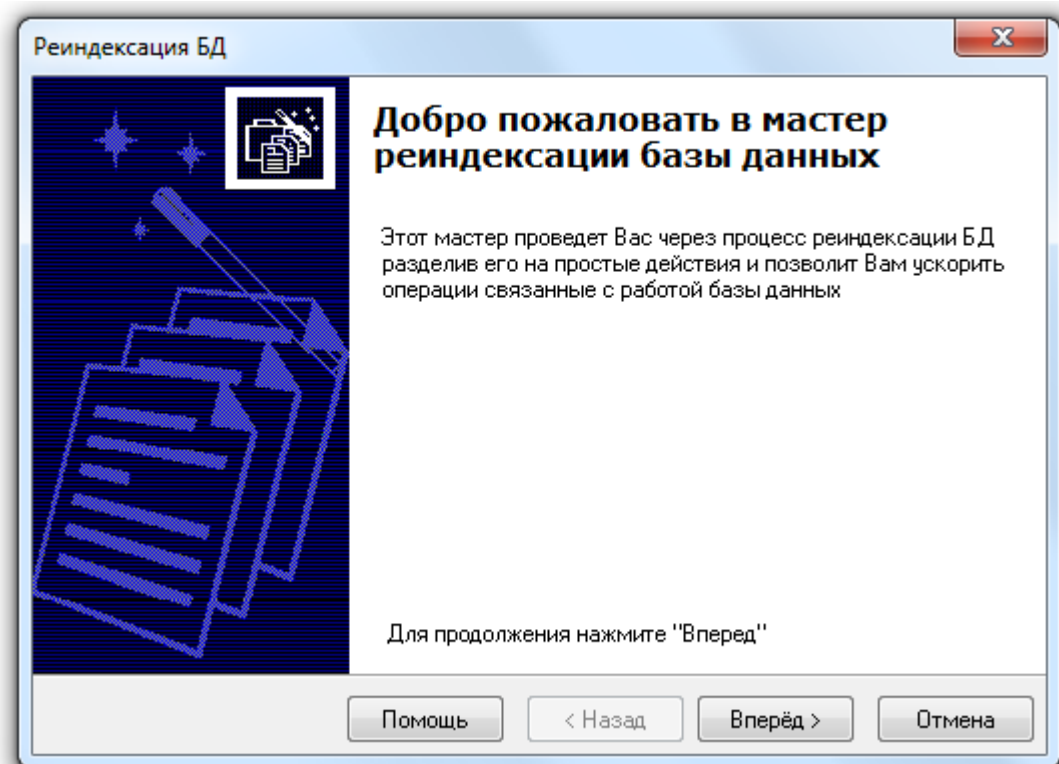 Реиндексация БД
Добро пожаловать в мастер
реиндексации базы данных
Этот мастер проведет Вас через процесс реиндексации БД
разделив его на простые действия и позволит Вам ускорить
операции связанные с работой базы данных
Для продолжения нажмите "Вперед"
Помощь
< Назад
Вперёд >
Отмена